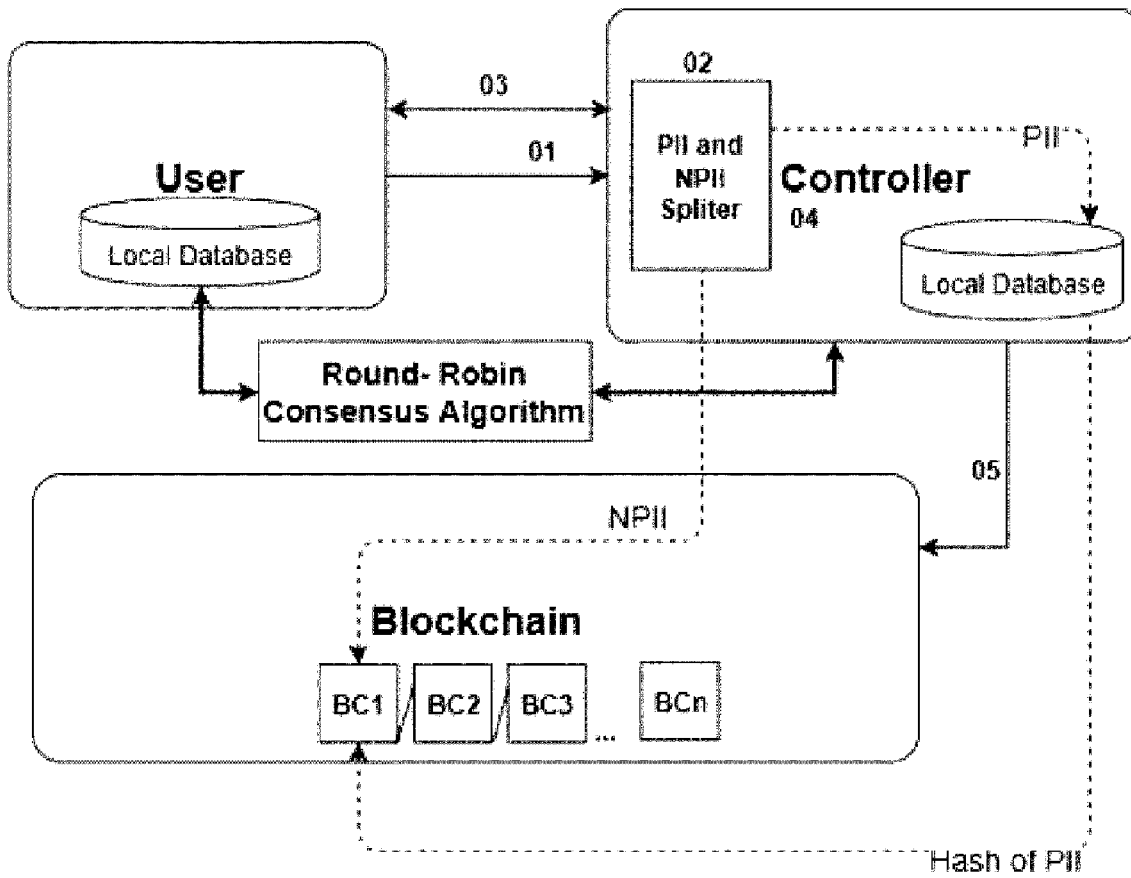 02
03
01
PII and
NPII
Spliter
PII
User
Controller
04
Local Database
Local Database
Round- Robin
Consensus Algorithm
05
NPII
Blockchain
BC1
BC2
BC3
...
BCn
Hash of PII